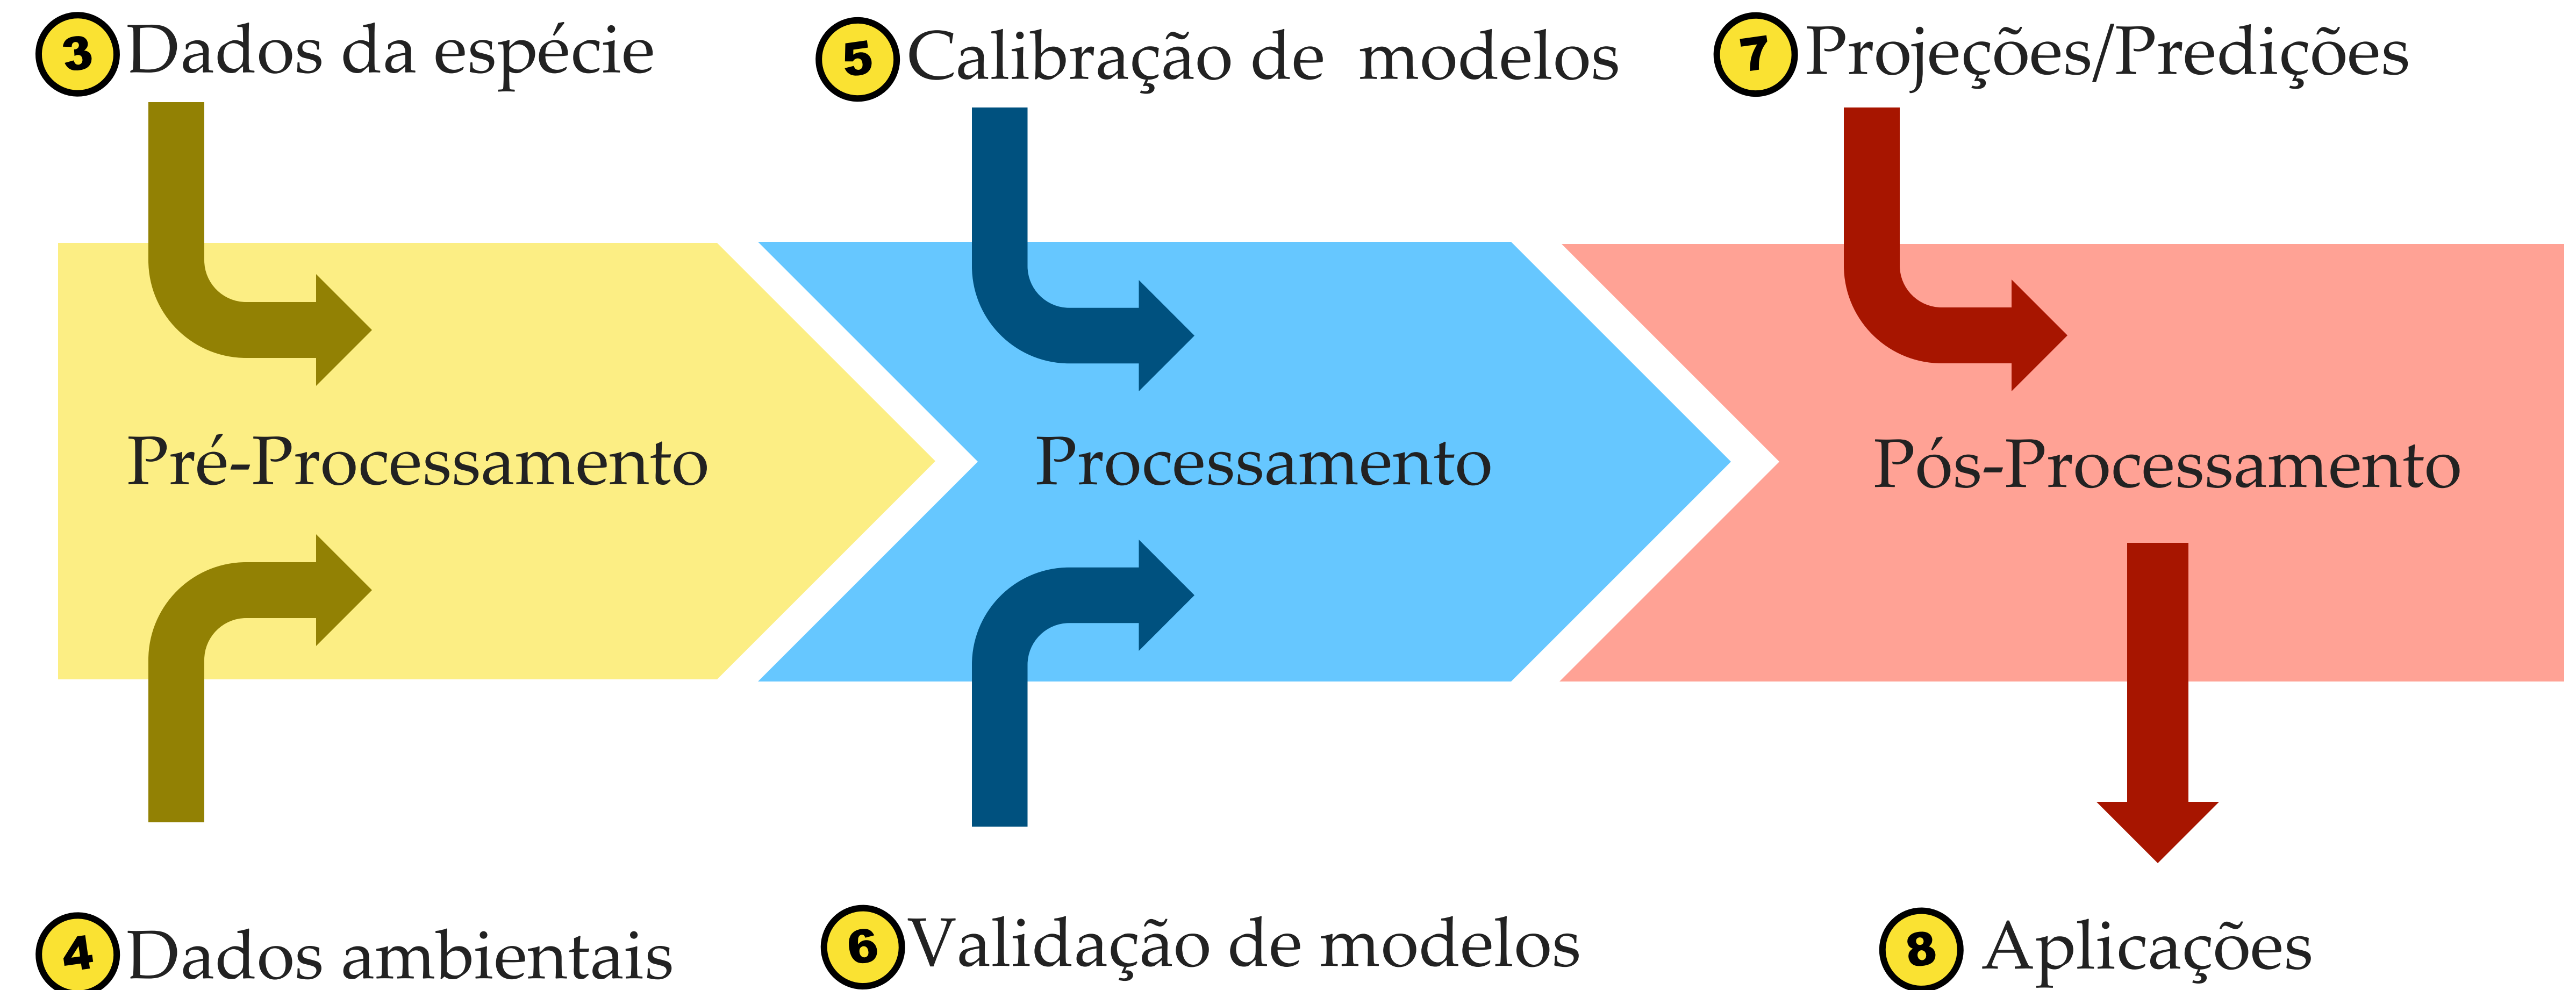 3 Dados da espécie
5 Calibração de modelos
7 Projeções/Predições
Pré-Processamento
Processamento
Pós-Processamento
4 Dados ambientais
6 Validação de modelos
8 Aplicações